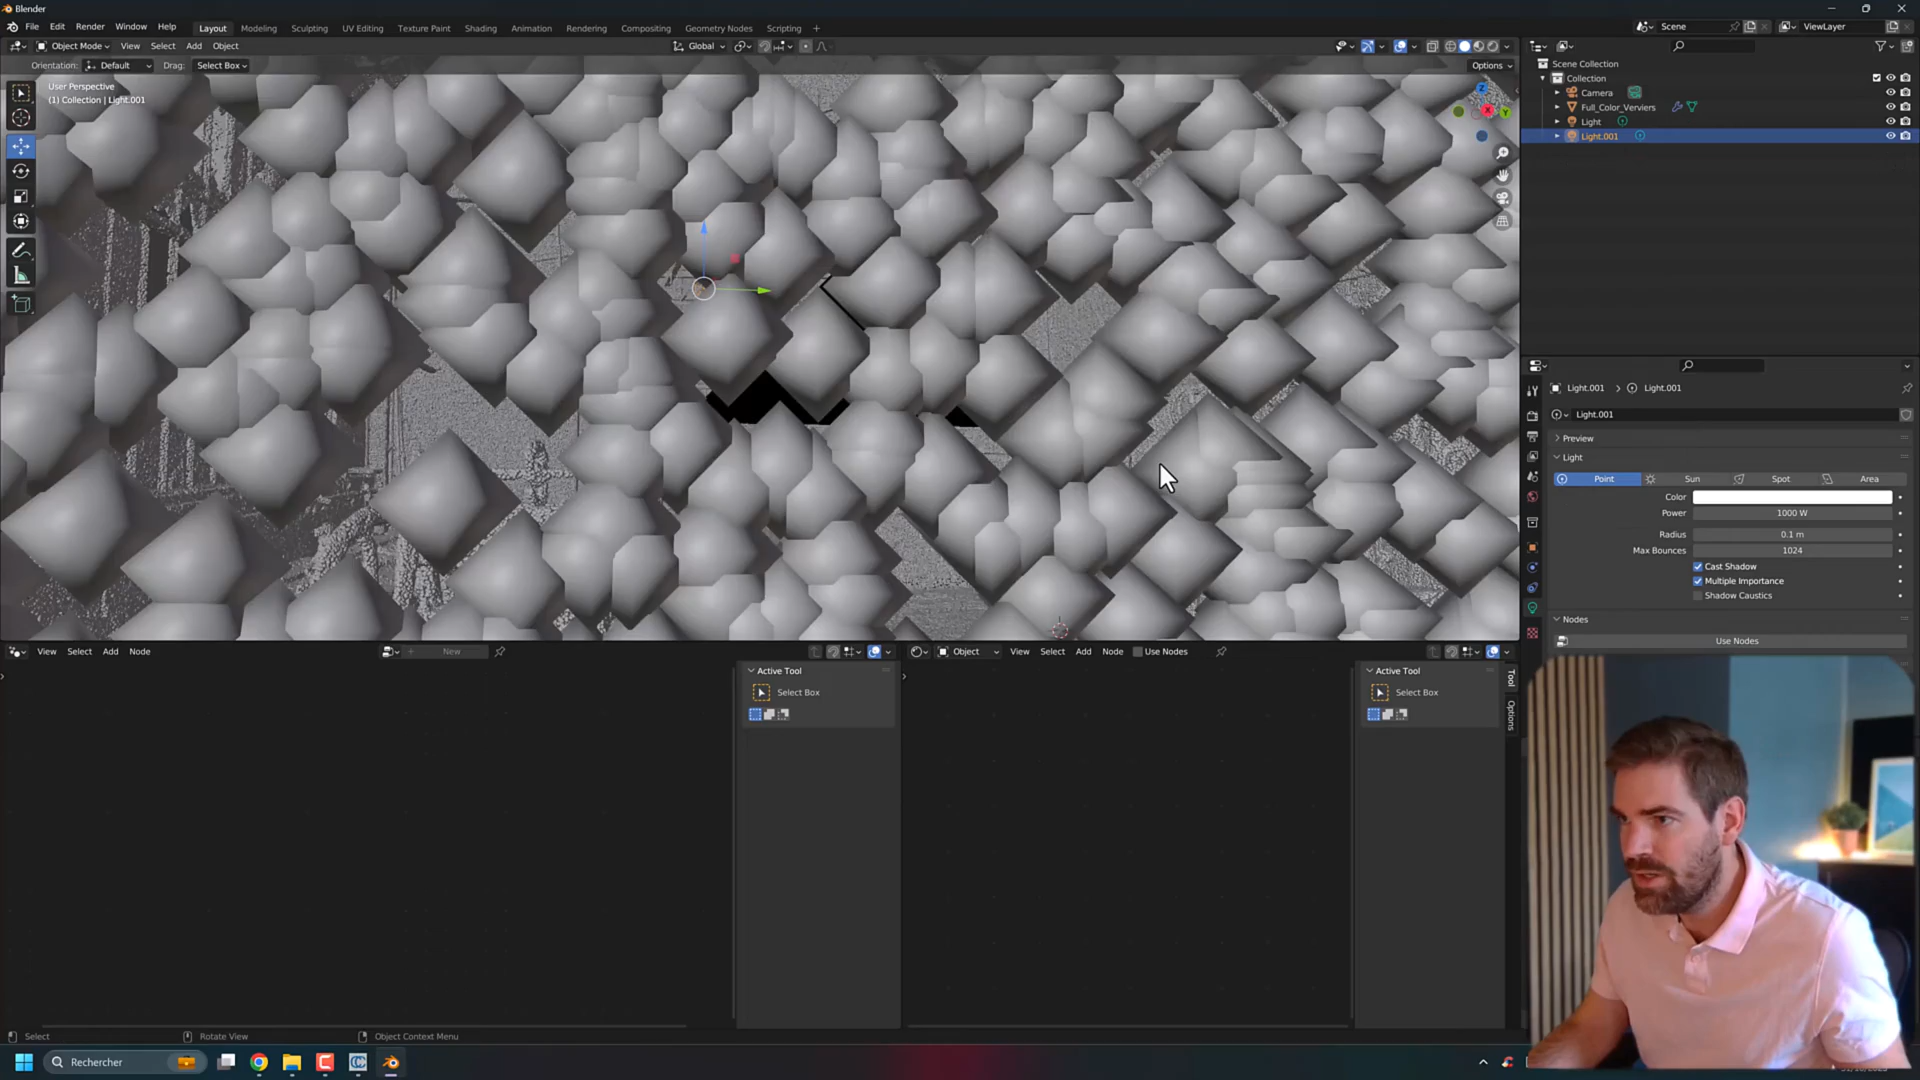 Blender
File Edit Render Window Help
Layout Modeling Sculpting UV Editing Texture Paint Shading Animation Rendering Compositing Geometry Nodes Scripting +
Scene
ViewLayer
Object Mode View Select Add Object
Global
Orientation: Default Drag: Select Box
Options
User Perspective
(1) Collection | Light.001
Z
X
Y
Scene Collection
Collection
Camera
Full_Color_Verviers
Light
Light.001
Light.001 > Light.001
Light.001
Preview
Light
Point Sun Spot Area
Color
Power 1000 W
Radius 0.1 m
Max Bounces 1024
Cast Shadow
Multiple Importance
Shadow Caustics
Nodes
Use Nodes
View Select Add Node
New
Active Tool
Select Box
Object View Select Add Node Use Nodes
Active Tool
Select Box
Tool
Options
Select
Rotate View
Object Context Menu
Rechercher